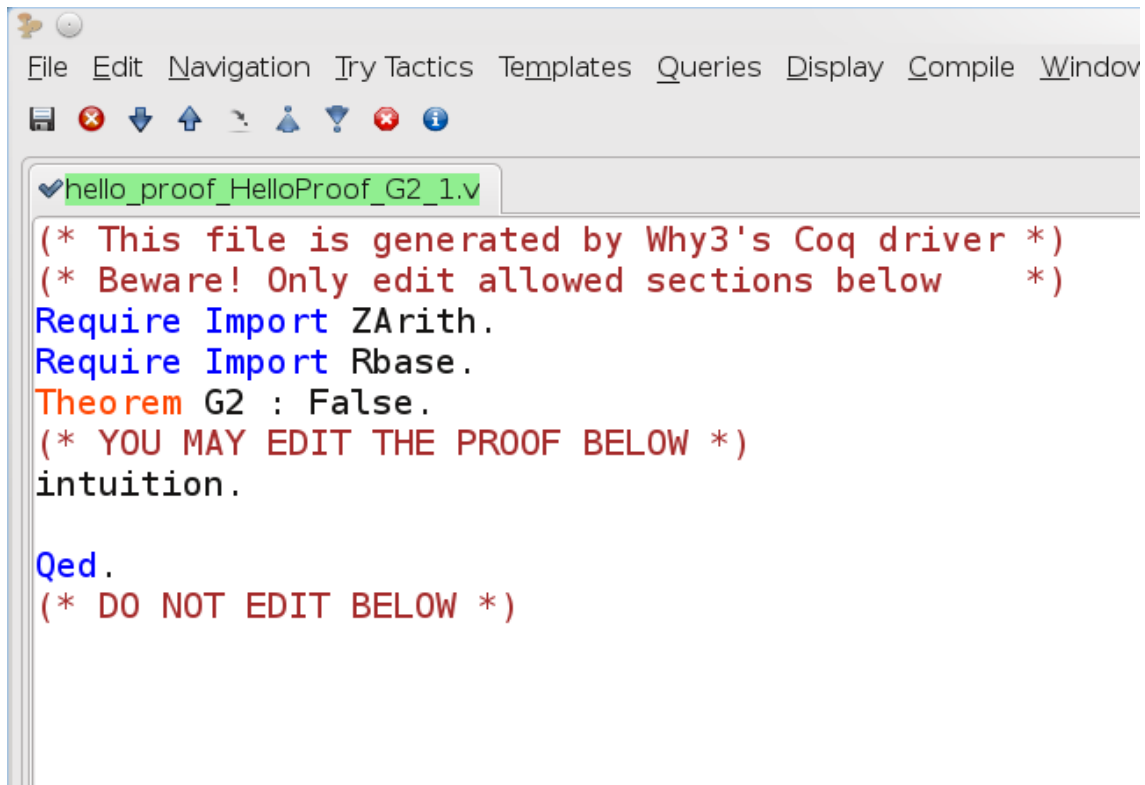 File Edit Navigation Try Tactics Templates Queries Display Compile Window
hello_proof_HelloProof_G2_1.v
(* This file is generated by Why3's Coq driver *)
(* Beware! Only edit allowed sections below    *)
Require Import ZArith.
Require Import Rbase.
Theorem G2 : False.
(* YOU MAY EDIT THE PROOF BELOW *)
intuition.
Qed.
(* DO NOT EDIT BELOW *)